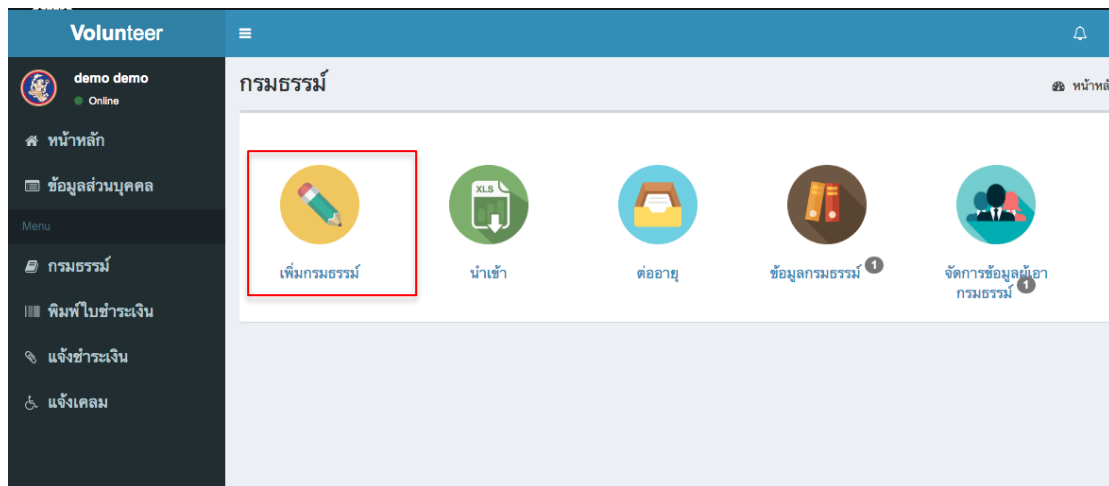 Volunteer
demo demo
Online
กรมธรรม์
หน้าหลัก
ข้อมูลส่วนบุคคล
Menu
กรมธรรม์
พิมพ์ใบชำระเงิน
แจ้งชำระเงิน
แจ้งเคลม
XLS
เพิ่มกรมธรรม์
นำเข้า
ต่ออายุ
ข้อมูลกรมธรรม์ 1
จัดการข้อมูลผู้เอา
กรมธรรม์ 1